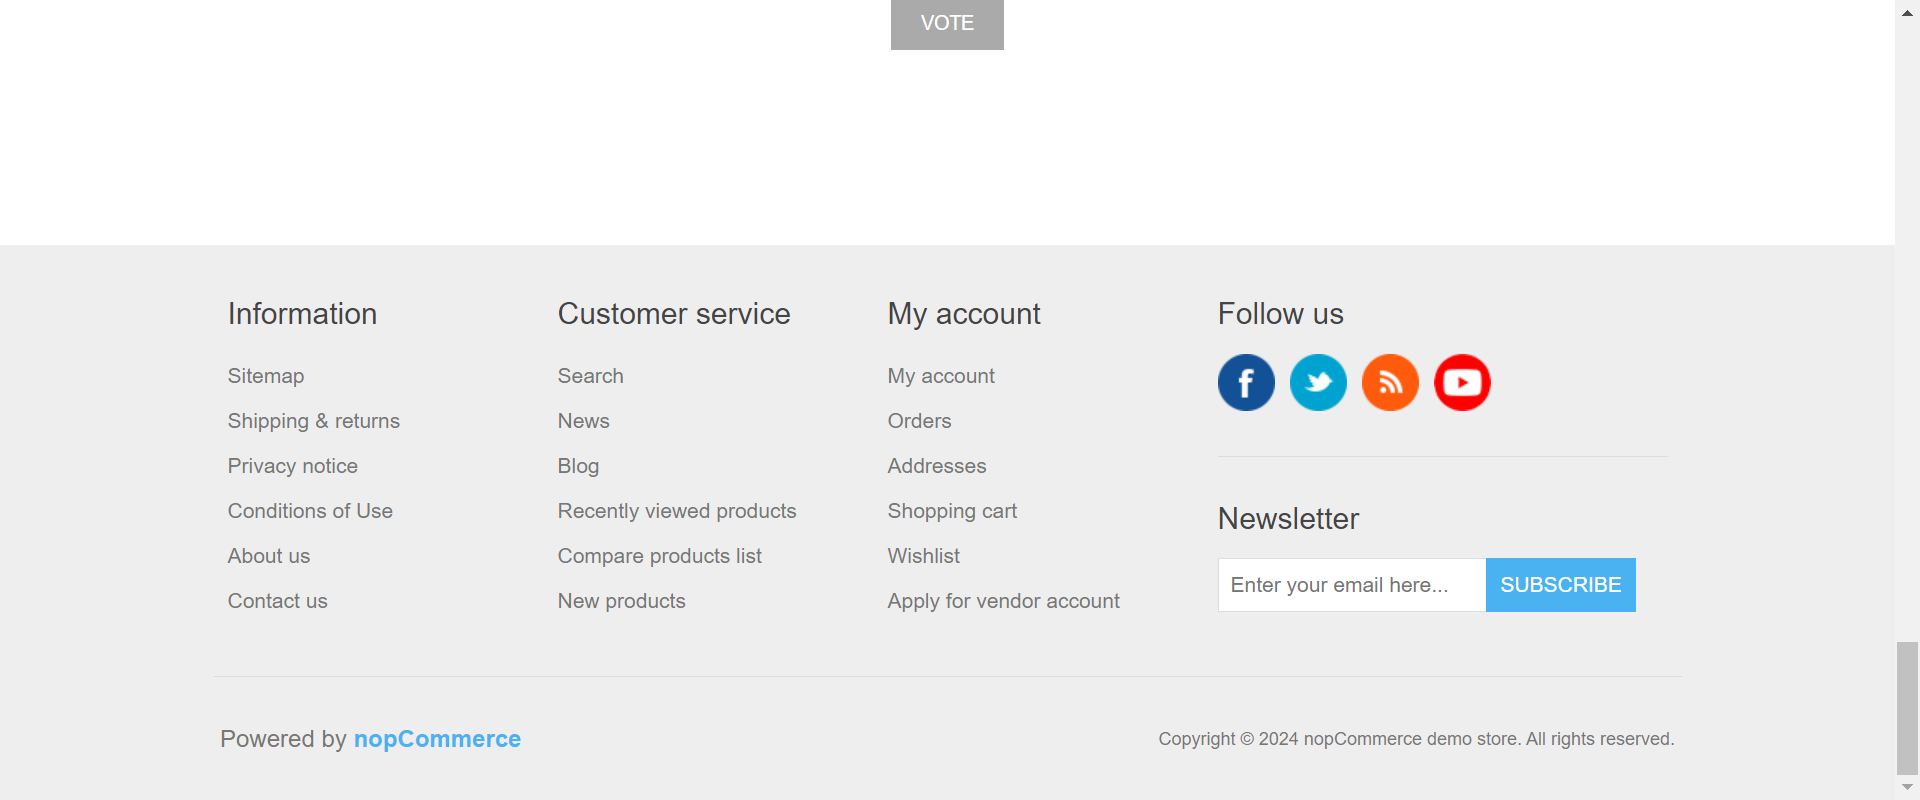 VOTE
Information
Sitemap
Shipping & returns
Privacy notice
Conditions of Use
About us
Contact us
Customer service
Search
News
Blog
Recently viewed products
Compare products list
New products
My account
My account
Orders
Addresses
Shopping cart
Wishlist
Apply for vendor account
Follow us
Newsletter
Enter your email here... SUBSCRIBE
Powered by nopCommerce
Copyright © 2024 nopCommerce demo store. All rights reserved.